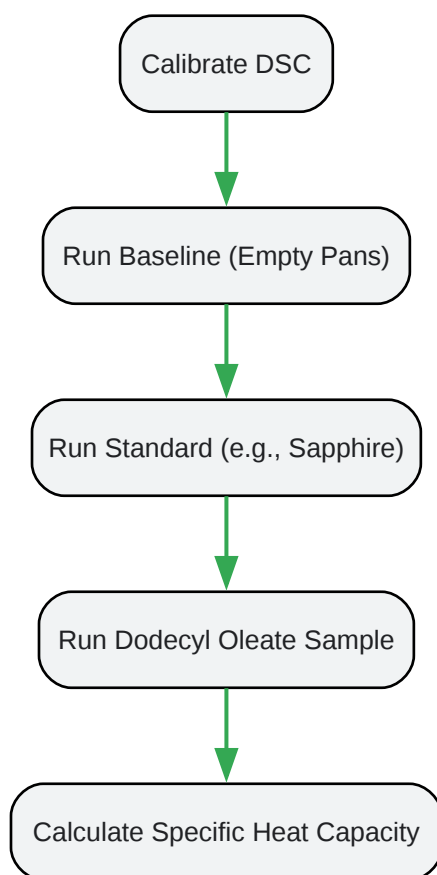 Calibrate DSC
Run Baseline (Empty Pans)
Run Standard (e.g., Sapphire)
Run Dodecyl Oleate Sample
Calculate Specific Heat Capacity